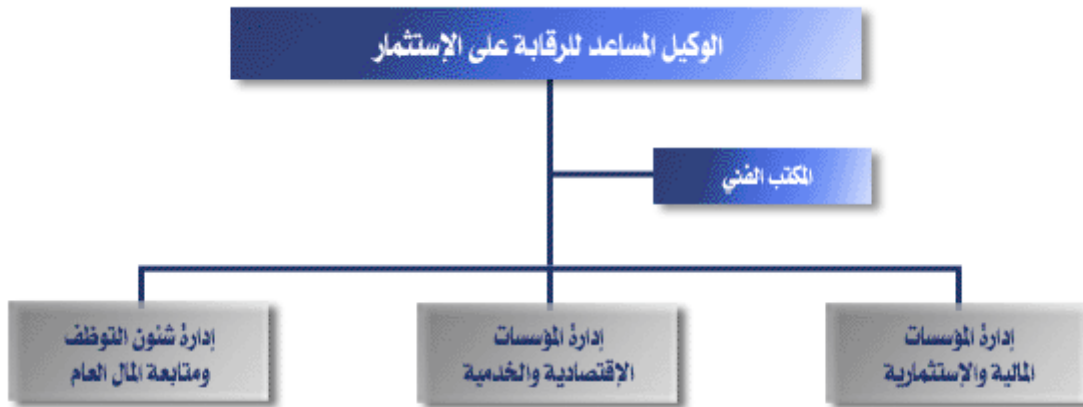 الوكيل المساعد للرقابة على الإستثمار
المكتب الفني
إدارة المؤسسات
المالية والإستثمارية
إدارة المؤسسات
الإقتصادية والخدمية
إدارة شئون التوظف
ومتابعة المال العام